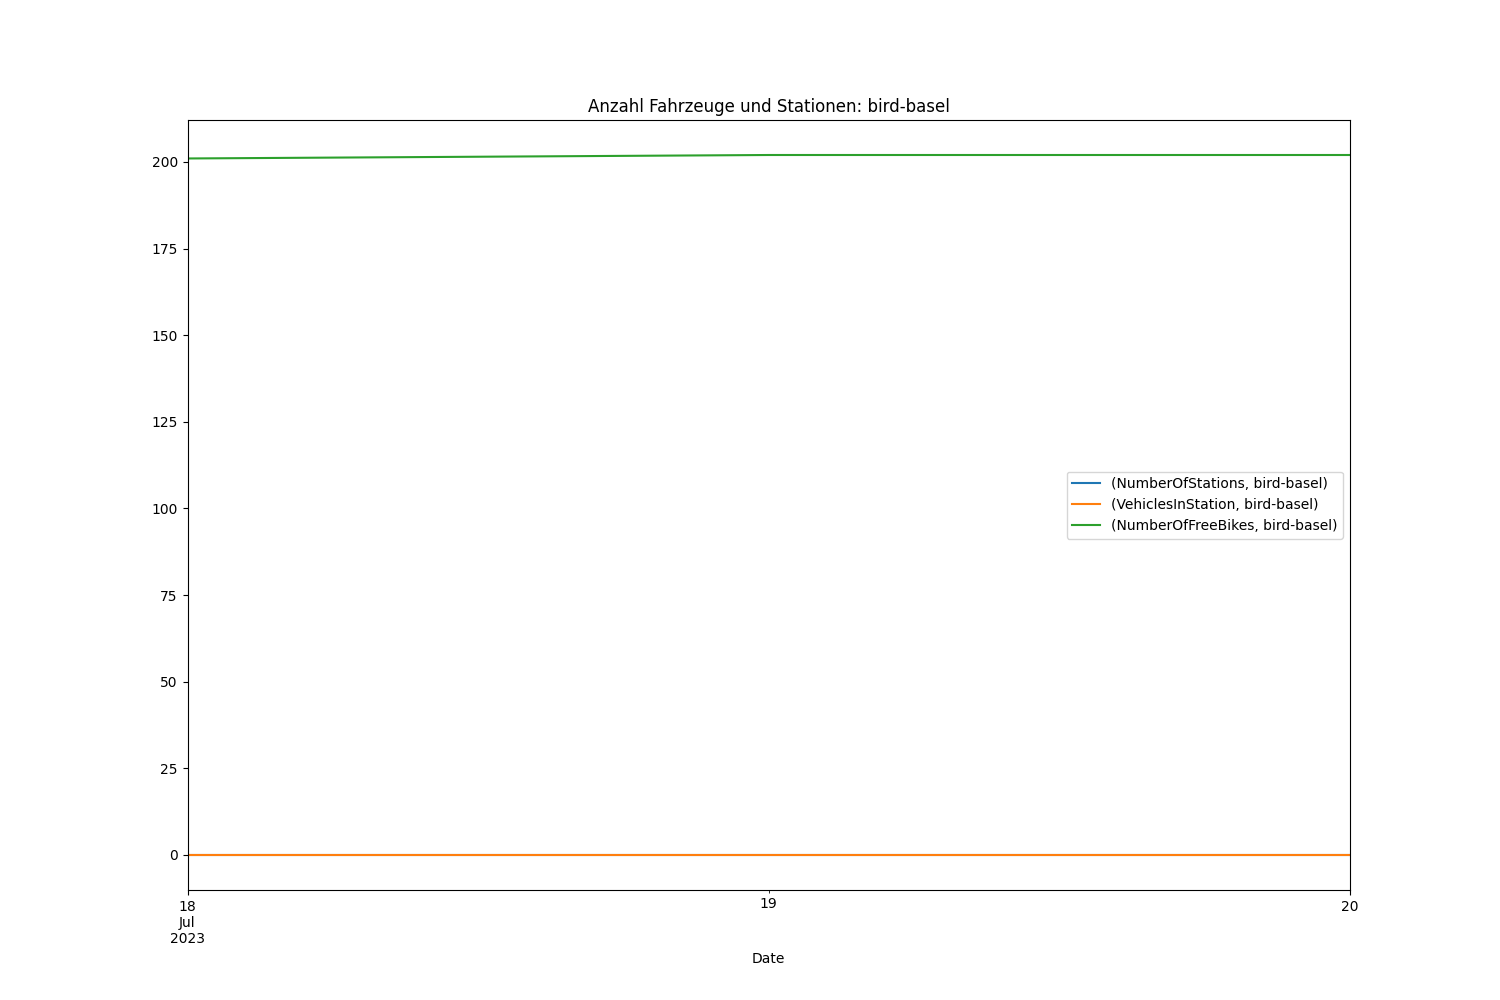 Anzahl Fahrzeuge und Stationen: bird-basel
200
175
150
125
100
75
50
25
0
(NumberOfStations, bird-basel)
(VehiclesInStation, bird-basel)
(NumberOfFreeBikes, bird-basel)
18
Jul
2023
19
20
Date